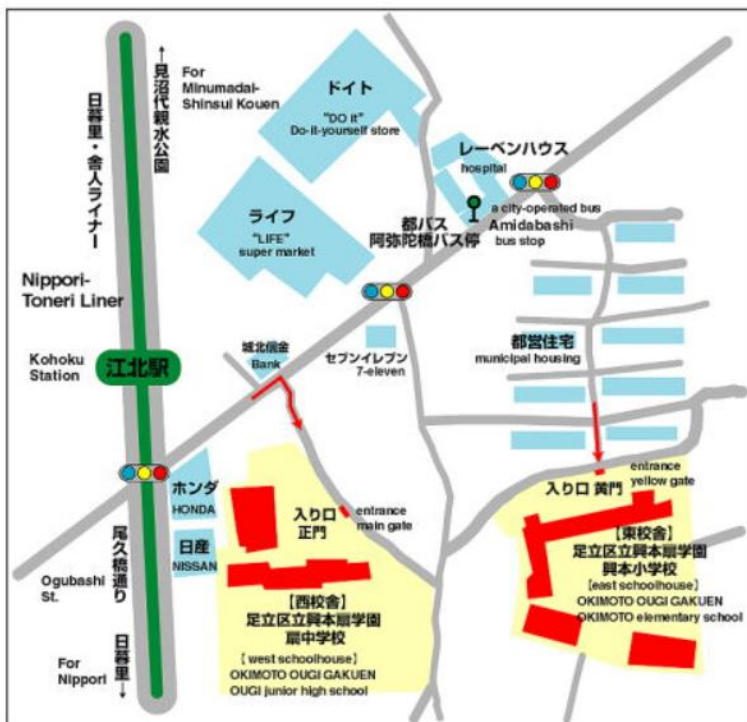 ←見沼代親水公園
For
Minumadai-
Shinsui Kouen
日暮里・舎人ライナー
Nippori-
Toneri Liner
ドイト
"DO it"
Do-it-yourself store
レーベンハウス
hospital
ライフ
"LIFE"
super market
都バス
阿弥陀橋バス停
a city-operated bus
Amidabashi
bus stop
Kohoku
Station
江北駅
城北信金
Bank
セブンイレブン
7-eleven
都営住宅
municipal housing
ホンダ
HONDA
日産
NISSAN
入り口
正門
entrance
main gate
入り口 黄門
entrance
yellow gate
尾久橋通り
Ogubashi
St.
【西校舎】
足立区立興本扇学園
扇中学校
【west schoolhouse】
OKIMOTO OUGI GAKUEN
OUGI junior high school
【東校舎】
足立区立興本扇学園
興本小学校
【east schoolhouse】
OKIMOTO OUGI GAKUEN
OKIMOTO elementary school
For
Nippori
日暮里→